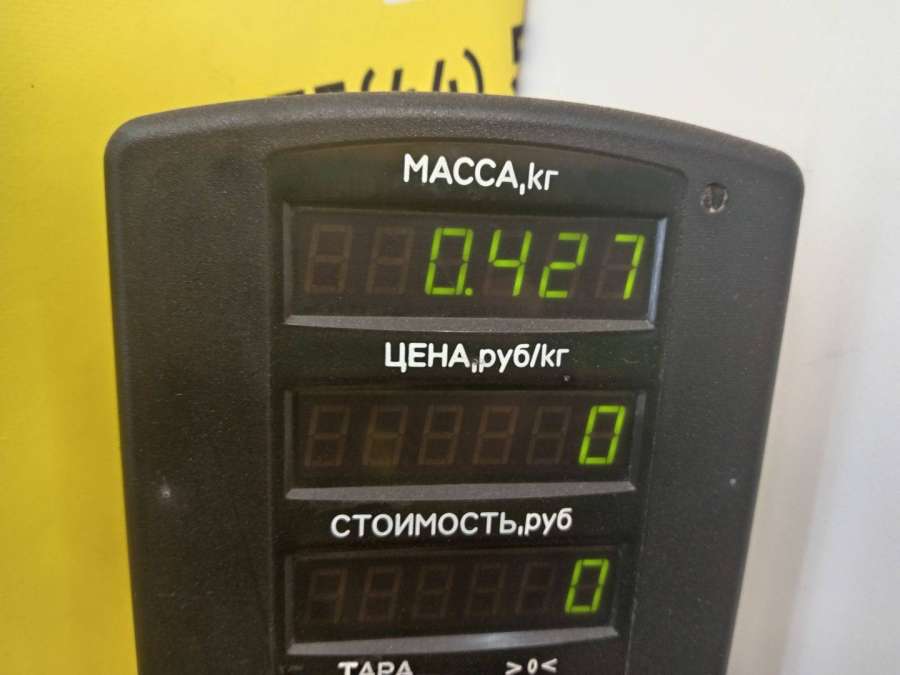 МАССА,кг
0.427
ЦЕНА,руб/кг
0
СТОИМОСТЬ,руб
0
ТАРА >0<